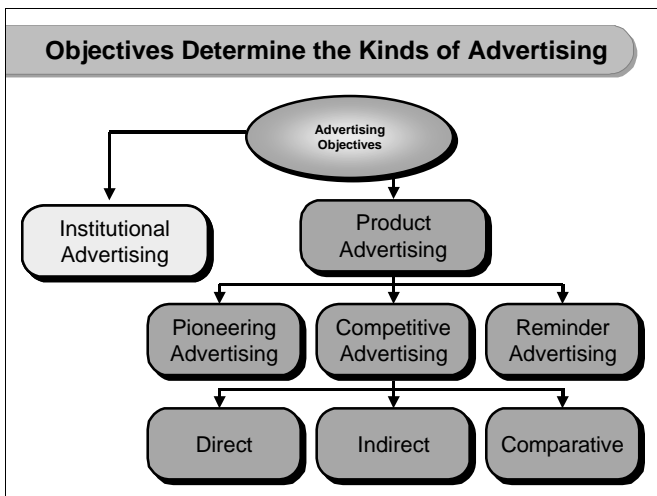 Objectives Determine the Kinds of Advertising
Advertising
Objectives
Institutional
Advertising
Product
Advertising
Pioneering
Advertising
Competitive
Advertising
Reminder
Advertising
Direct
Indirect
Comparative